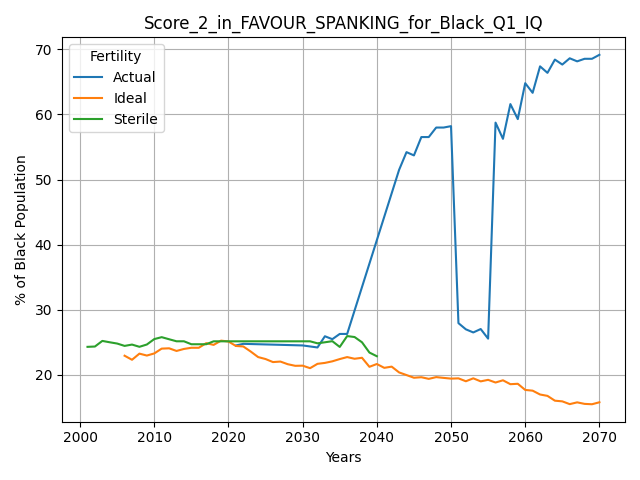 Score_2_in_FAVOUR_SPANKING_for_Black_Q1_IQ
Fertility
Actual
Ideal
Sterile
% of Black Population
70
60
50
40
30
20
2000 2010 2020 2030 2040 2050 2060 2070
Years